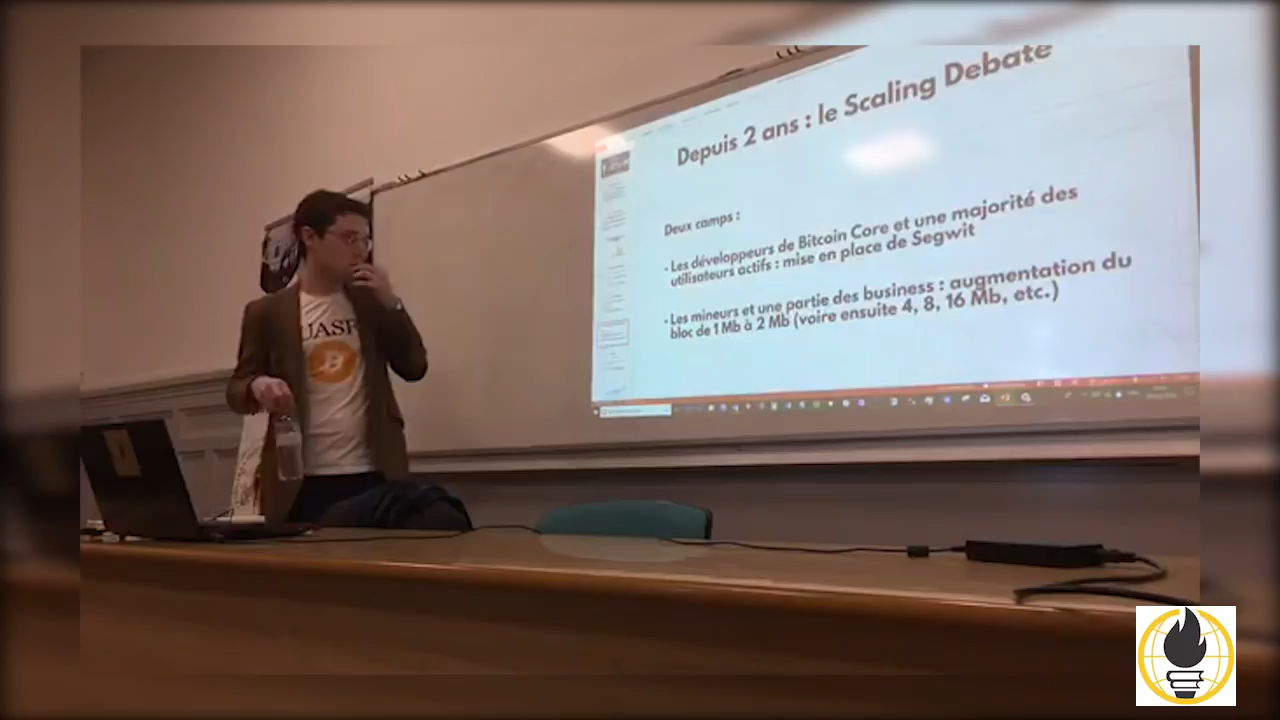 Depuis 2 ans : le Scaling Debate
Deux camps :
- Les développeurs de Bitcoin Core et une majorité des
utilisateurs actifs : mise en place de Segwit
- Les mineurs et une partie des business : augmentation du
bloc de 1 Mb à 2 Mb (voire ensuite 4, 8, 16 Mb, etc.)
UASF